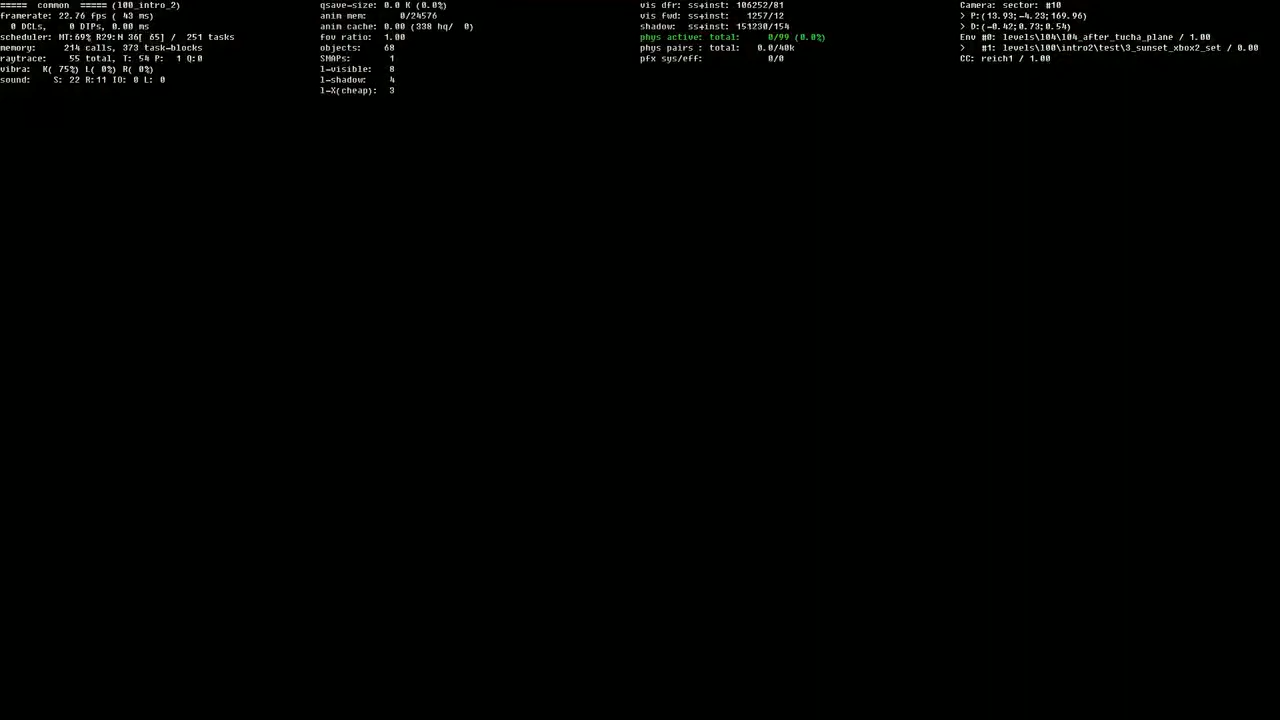 ===== common ===== (l00_intro_2)
framerate: 22.76 fps ( 43 ms)
0 DCLs, 0 DIPs, 0.00 ms
scheduler: MT:69% R29:N 36[ 65] / 251 tasks
memory: 214 calls, 373 task-blocks
raytrace: 55 total, T: 54 P: 1 Q:0
vibra: K( 75%) L( 0%) R( 0%)
sound: S: 22 R:11 IO: 0 L: 0
qsave-size: 0.0 K (0.0%)
anim mem: 0/24576
anim cache: 0.00 (338 hq/ 0)
fov ratio: 1.00
objects: 68
SMAPs: 1
l-visible: 8
l-shadow: 4
l-X(cheap): 3
vis dfr: ss+inst: 106252/81
vis fwd: ss+inst: 1257/12
shadow: ss+inst: 151230/154
phys active: total: 0/99 (0.0%)
phys pairs : total: 0.0/40k
pfx sys/eff: 0/0
Camera: sector: #10
> P:(13.93;-4.23;169.96)
> D:(-0.42;0.73;0.54)
Env #0: levels\l04\l04_after_tucha_plane / 1.00
> #1: levels\l00\intro2\test\3_sunset_xbox2_set / 0.00
CC: reich1 / 1.00